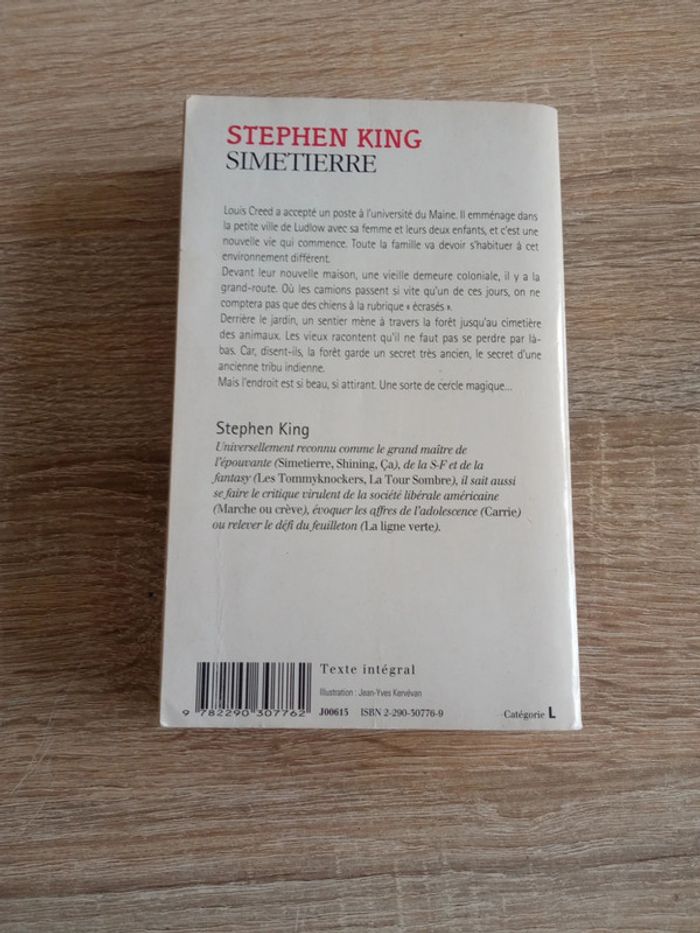 STEPHEN KING
SIMETIERRE
Louis Creed a accepté un poste à l'université du Maine. Il emménage dans
la petite ville de Ludlow avec sa femme et leurs deux enfants, et c'est une
nouvelle vie qui commence. Toute la famille va devoir s'habituer à cet
environnement différent.
Devant leur nouvelle maison, une vieille demeure coloniale, il y a la
grand-route. Où les camions passent si vite qu'un de ces jours, on ne
comptera pas que des chiens à la rubrique « écrasés ».
Derrière le jardin, un sentier mène à travers la forêt jusqu'au cimetière
des animaux. Les vieux racontent qu'il ne faut pas se perdre par là-
bas. Car, disent-ils, la forêt garde un secret très ancien, le secret d'une
ancienne tribu indienne.
Mais l'endroit est si beau, si attirant. Une sorte de cercle magique...
Stephen King
Universellement reconnu comme le grand maître de
l'épouvante (Simetierre, Shining, Ça), de la S-F et de la
fantasy (Les Tommyknockers, La Tour Sombre), il sait aussi
se faire le critique virulent de la société libérale américaine
(Marche ou crève), évoquer les affres de l'adolescence (Carrie)
ou relever le défi du feuilleton (La ligne verte).
Texte intégral
Illustration : Jean-Yves Kervévan
9 782290 307762 J00615 ISBN 2-290-30776-9 Catégorie L